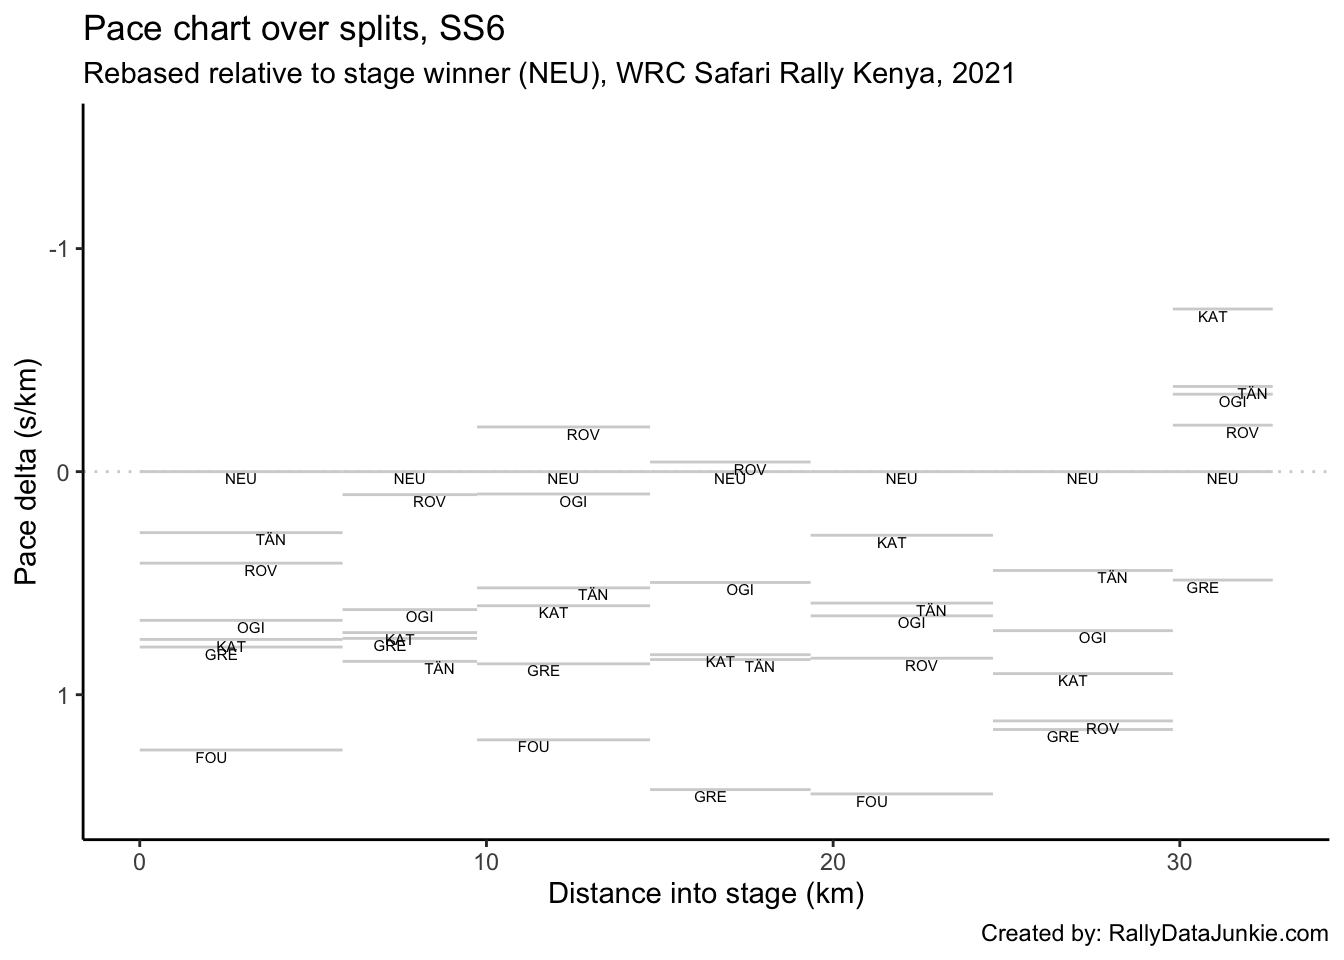 Pace chart over splits, SS6
Rebased relative to stage winner (NEU), WRC Safari Rally Kenya, 2021
Pace delta (s/km)
-1
0
1
NEU
TÄN
ROV
OGI
KAT
GRE
FOU
NEU
ROV
OGI
KAT
GRE
TÄN
ROV
NEU
OGI
TÄN
KAT
GRE
FOU
ROV
NEU
OGI
KAT
TÄN
GRE
NEU
KAT
TÄN
OGI
ROV
FOU
NEU
TÄN
OGI
KAT
ROV
GRE
KAT
TÄN
OGI
ROV
NEU
GRE
0 10 20 30
Distance into stage (km)
Created by: RallyDataJunkie.com